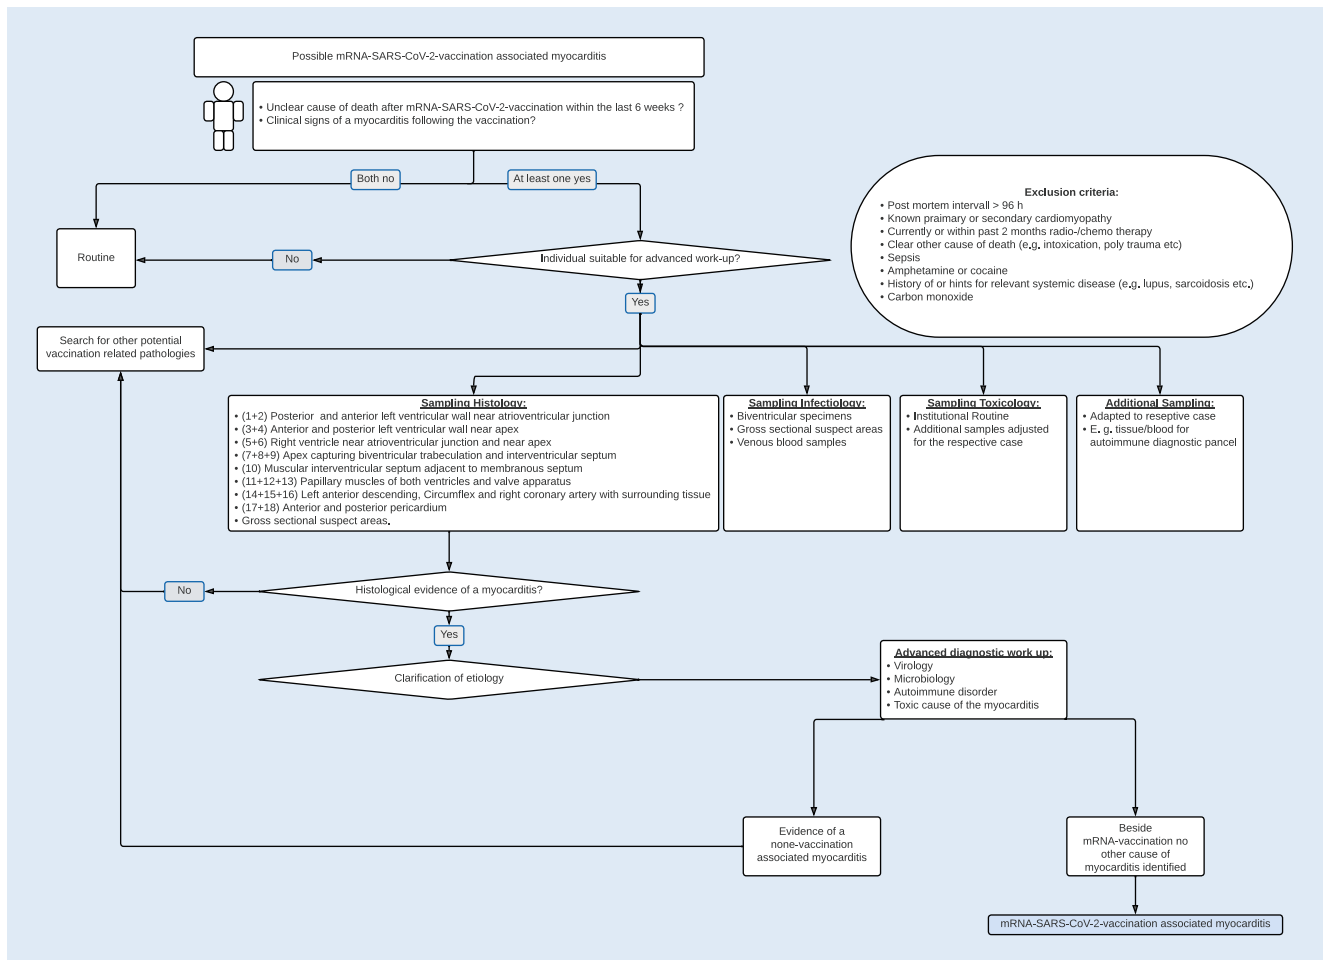 Possible mRNA-SARS-CoV-2-vaccination associated myocarditis
• Unclear cause of death after mRNA-SARS-CoV-2-vaccination within the last 6 weeks ?
• Clinical signs of a myocarditis following the vaccination?
Both no
At least one yes
Exclusion criteria:
• Post mortem intervall > 96 h
• Known praimary or secondary cardiomyopathy
• Currently or within past 2 months radio-/chemo therapy
• Clear other cause of death (e.g. intoxication, poly trauma etc)
• Sepsis
• Amphetamine or cocaine
• History of or hints for relevant systemic disease (e.g. lupus, sarcoidosis etc.)
• Carbon monoxide
Routine
No
Individual suitable for advanced work-up?
Yes
Search for other potential
vaccination related pathologies
Sampling Histology:
• (1+2) Posterior and anterior left ventricular wall near atrioventricular junction
• (3+4) Anterior and posterior left ventricular wall near apex
• (5+6) Right ventricle near atrioventricular junction and near apex
• (7+8+9) Apex capturing biventrical trabeculation and interventricular septum
• (10) Muscular interventricular septum adjacent to membranous septum
• (11+12+13) Papillary muscles of both ventricles and valve apparatus
• (14+15+16) Left anterior descending, Circumflex and right coronary artery with surrounding tissue
• (17+18) Anterior and posterior pericardium
• Gross sectional suspect areas.
Sampling Infectiology:
• Biventricular specimens
• Gross sectional suspect areas
• Venous blood samples
Sampling Toxicology:
• Institutional Routine
• Additional samples adjusted
for the respective case
Additional Sampling:
• Adapted to reseptive case
• E. g. tissue/blood for
autoimmune diagnostic pancel
No
Histological evidence of a myocarditis?
Yes
Clarification of etiology
Advanced diagnostic work up:
• Virology
• Microbiology
• Autoimmune disorder
• Toxic cause of the myocarditis
Evidence of a
none-vaccination
associated myocarditis
Beside
mRNA-vaccination no
other cause of
myocarditis identified
mRNA-SARS-CoV-2-vaccination associated myocarditis